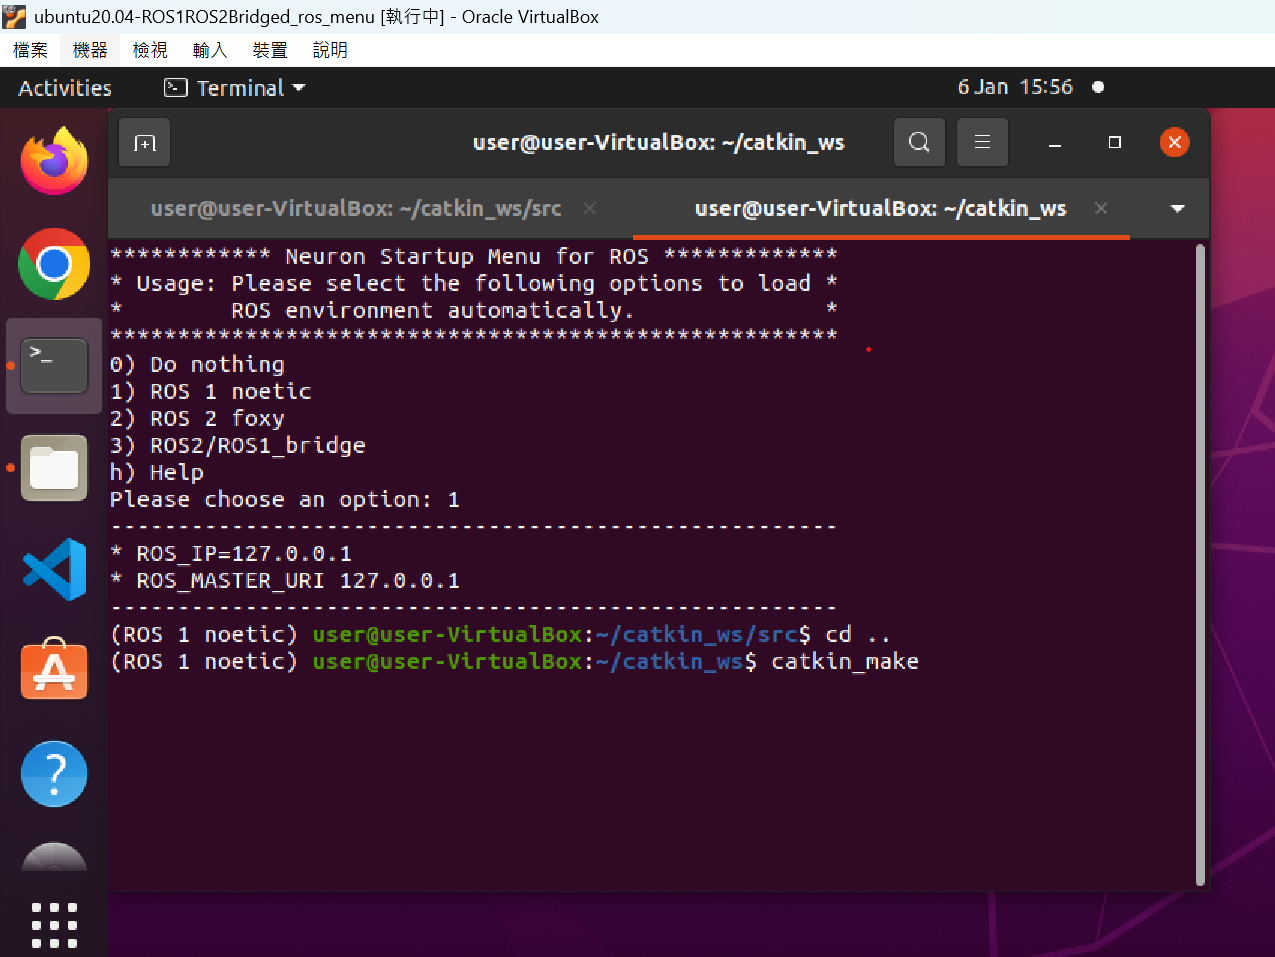 ubuntu20.04-ROS1ROS2Bridged_ros_menu [執行中] - Oracle VirtualBox
檔案 機器 檢視 輸入 裝置 說明
Activities Terminal 6 Jan 15:56
user@user-VirtualBox: ~/catkin_ws
user@user-VirtualBox: ~/catkin_ws/src × user@user-VirtualBox: ~/catkin_ws ×
************ Neuron Startup Menu for ROS *************
* Usage: Please select the following options to load *
*        ROS environment automatically.              *
******************************************************
0) Do nothing
1) ROS 1 noetic
2) ROS 2 foxy
3) ROS2/ROS1_bridge
h) Help
Please choose an option: 1
------------------------------------------------------
* ROS_IP=127.0.0.1
* ROS_MASTER_URI 127.0.0.1
------------------------------------------------------
(ROS 1 noetic) user@user-VirtualBox:~/catkin_ws/src$ cd ..
(ROS 1 noetic) user@user-VirtualBox:~/catkin_ws$ catkin_make